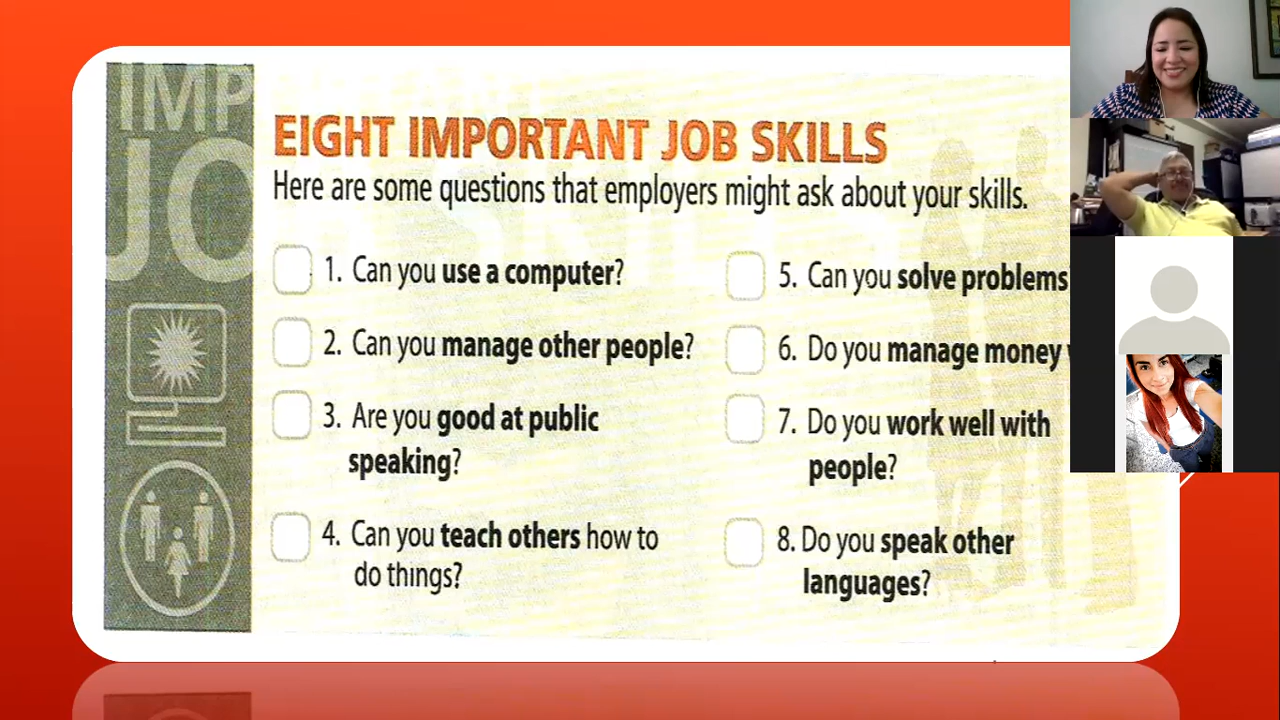 IMP
JO
EIGHT IMPORTANT JOB SKILLS
Here are some questions that employers might ask about your skills.
1. Can you use a computer?
2. Can you manage other people?
3. Are you good at public
speaking?
4. Can you teach others how to
do things?
5. Can you solve problems
6. Do you manage money
7. Do you work well with
people?
8. Do you speak other
languages?